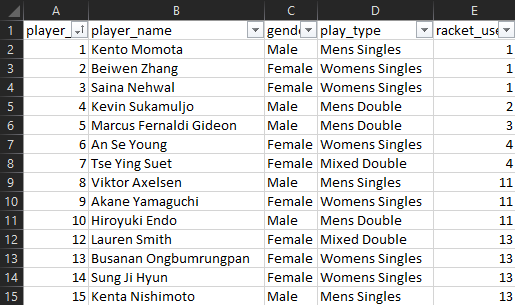 A B C D E
1 player_ player_name gende play_type racket_use
2 1 Kento Momota Male Mens Singles 1
3 2 Beiwen Zhang Female Womens Singles 1
4 3 Saina Nehwal Female Womens Singles 1
5 4 Kevin Sukamuljo Male Mens Double 2
6 5 Marcus Fernaldi Gideon Male Mens Double 3
7 6 An Se Young Female Womens Singles 4
8 7 Tse Ying Suet Female Mixed Double 4
9 8 Viktor Axelsen Male Mens Singles 11
10 9 Akane Yamaguchi Female Womens Singles 11
11 10 Hiroyuki Endo Male Mens Double 11
12 11 Lauren Smith Female Mixed Double 13
13 12 Busanan Ongbumrungpan Female Womens Singles 13
14 14 Sung Ji Hyun Female Womens Singles 13
15 15 Kenta Nishimoto Male Mens Singles 13